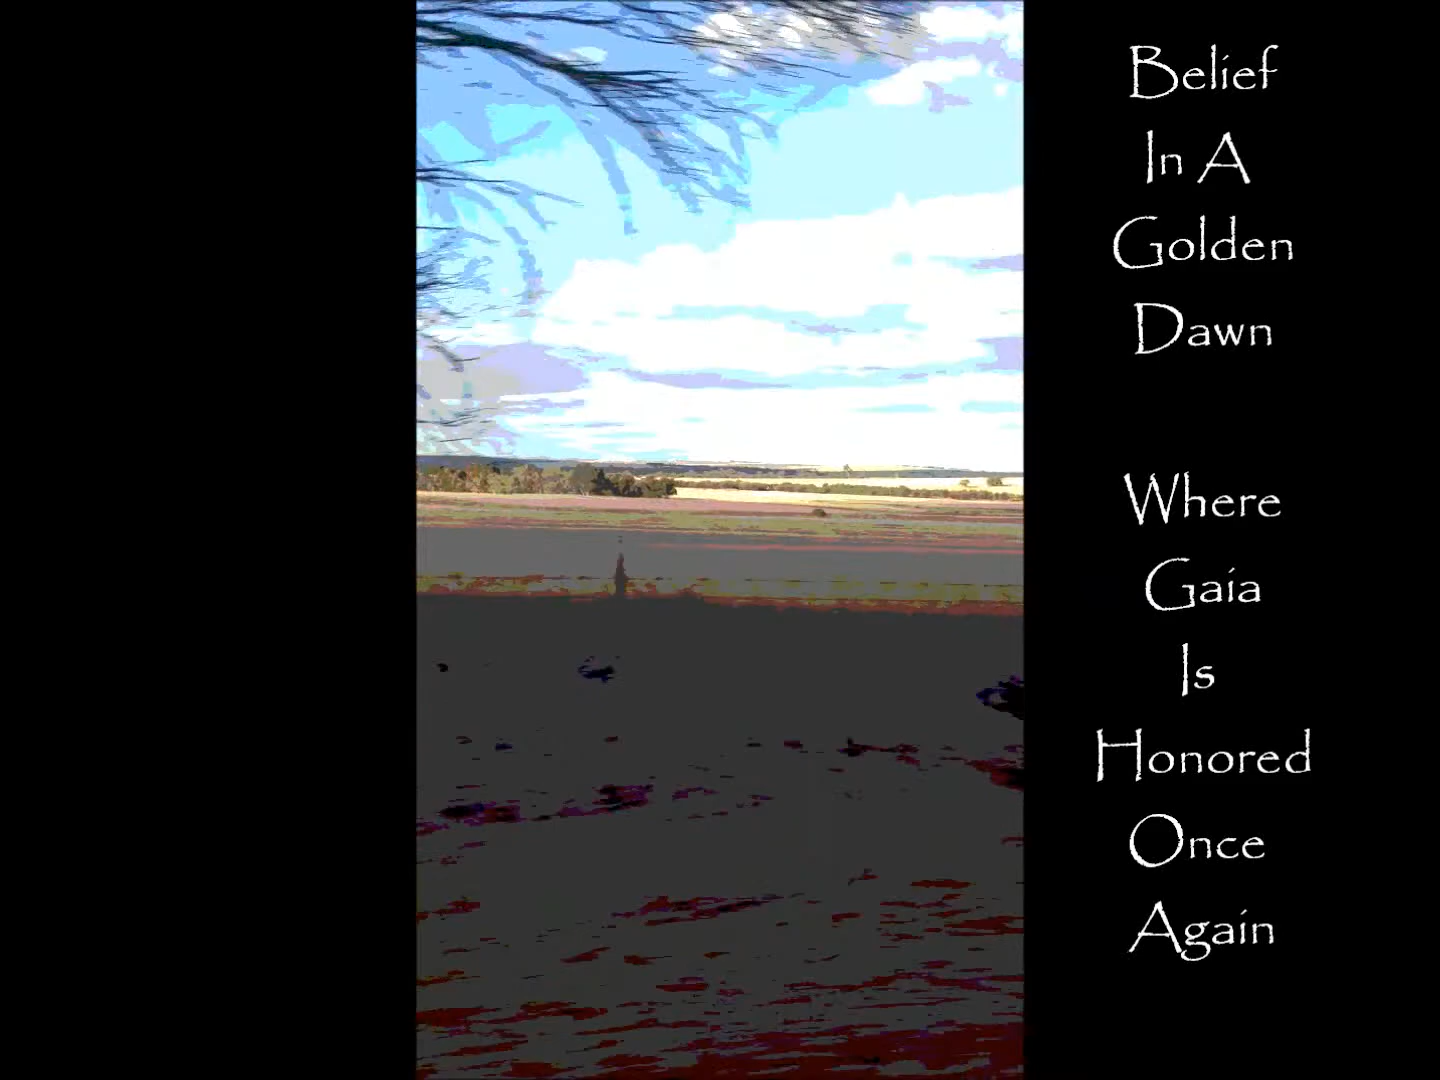 Belief
In A
Golden
Dawn
Where
Gaia
Is
Honored
Once
Again